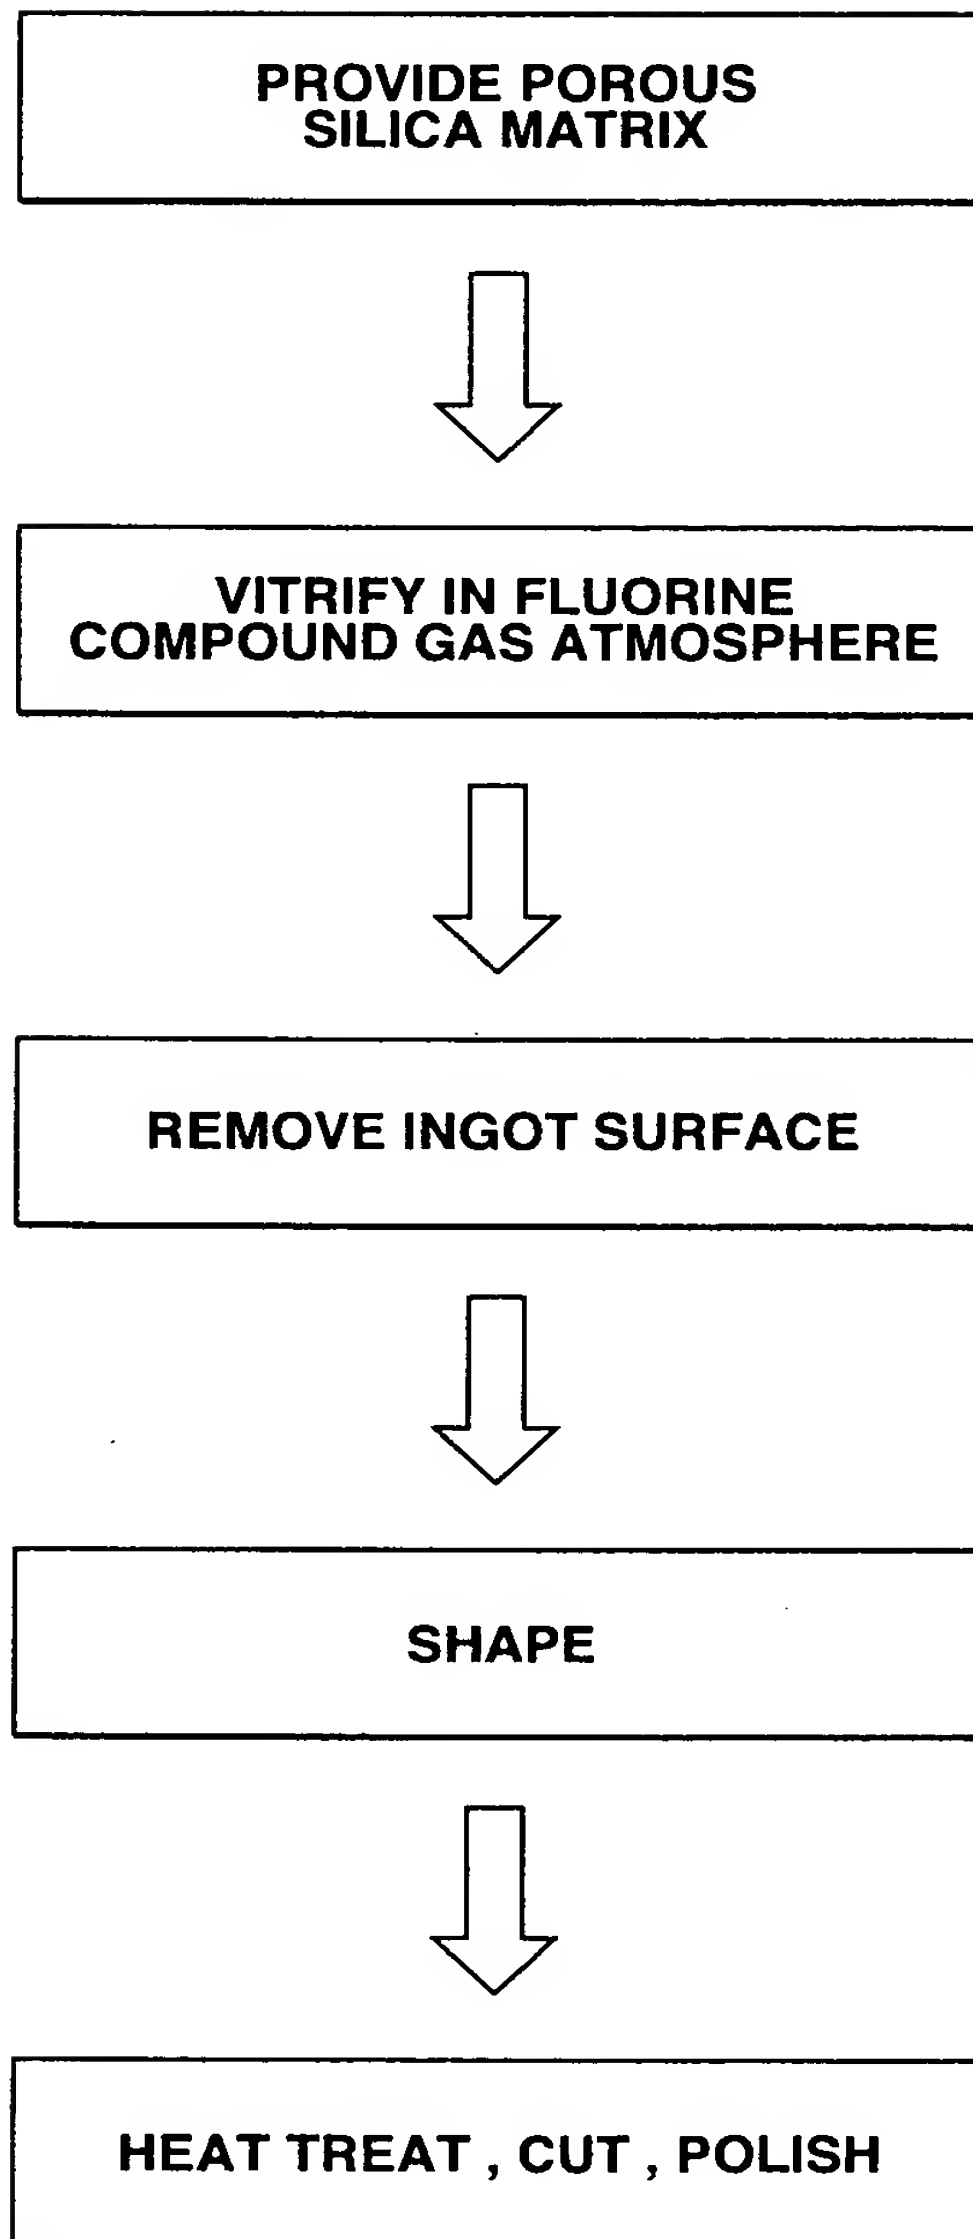 PROVIDE POROUS
SILICA MATRIX
VITRIFY IN FLUORINE
COMPOUND GAS ATMOSPHERE
REMOVE INGOT SURFACE
SHAPE
HEAT TREAT , CUT , POLISH